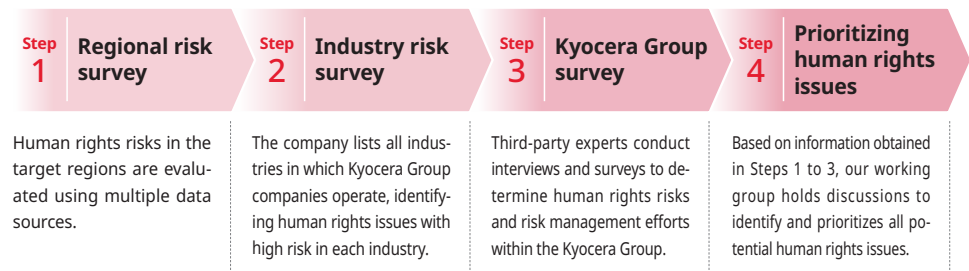 Step
1
Regional risk
survey
Step
2
Industry risk
survey
Step
3
Kyocera Group
survey
Step
4
Prioritizing
human rights
issues
Human rights risks in the
target regions are evalu-
ated using multiple data
sources.
The company lists all indus-
tries in which Kyocera Group
companies operate, identify-
ing human rights issues with
high risk in each industry.
Third-party experts conduct
interviews and surveys to de-
termine human rights risks
and risk management efforts
within the Kyocera Group.
Based on information obtained
in Steps 1 to 3, our working
group holds discussions to
identify and prioritizes all po-
tential human rights issues.